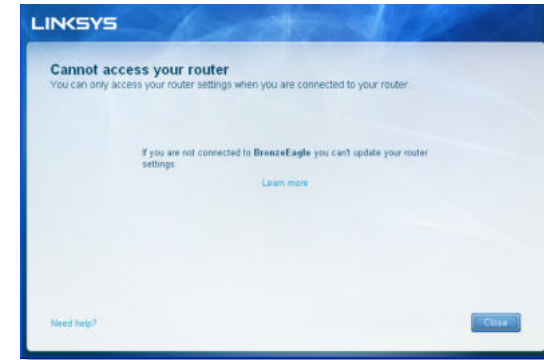 LINKSYS
Cannot access your router
You can only access your router settings when you are connected to your router.
If you are not connected to BronzeEagle you can't update your router
settings.
Learn more
Need help?
Close